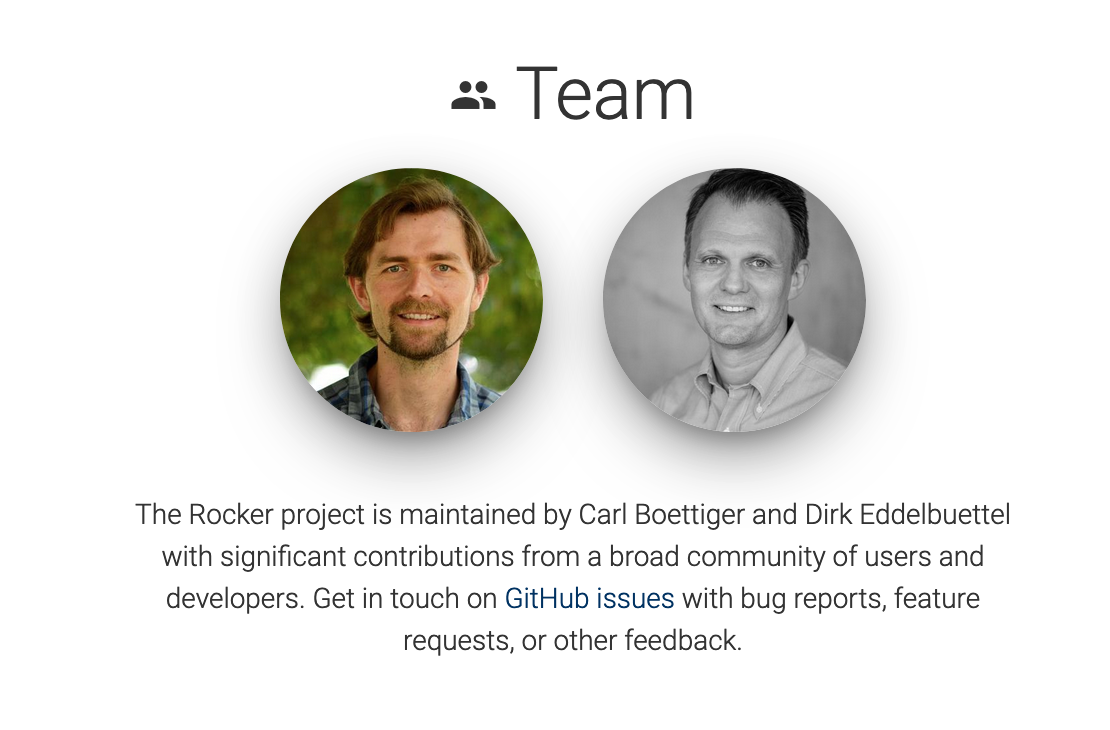 Team
The Rocker project is maintained by Carl Boettiger and Dirk Eddelbuettel
with significant contributions from a broad community of users and
developers. Get in touch on GitHub issues with bug reports, feature
requests, or other feedback.